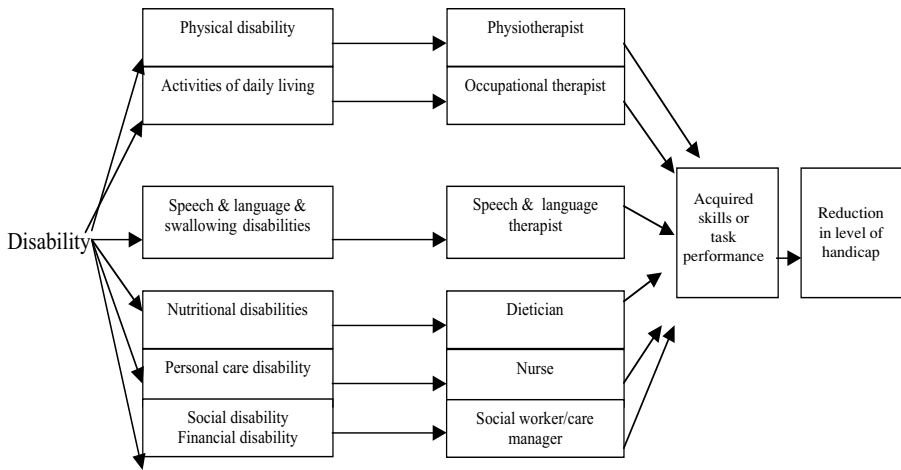 Disability
Physical disability
Activities of daily living
Speech & language &
swallowing disabilities
Nutritional disabilities
Personal care disability
Social disability
Financial disability
Physiotherapist
Occupational therapist
Speech & language
therapist
Dietician
Nurse
Social worker/care
manager
Acquired
skills or
task
performance
Reduction
in level of
handicap